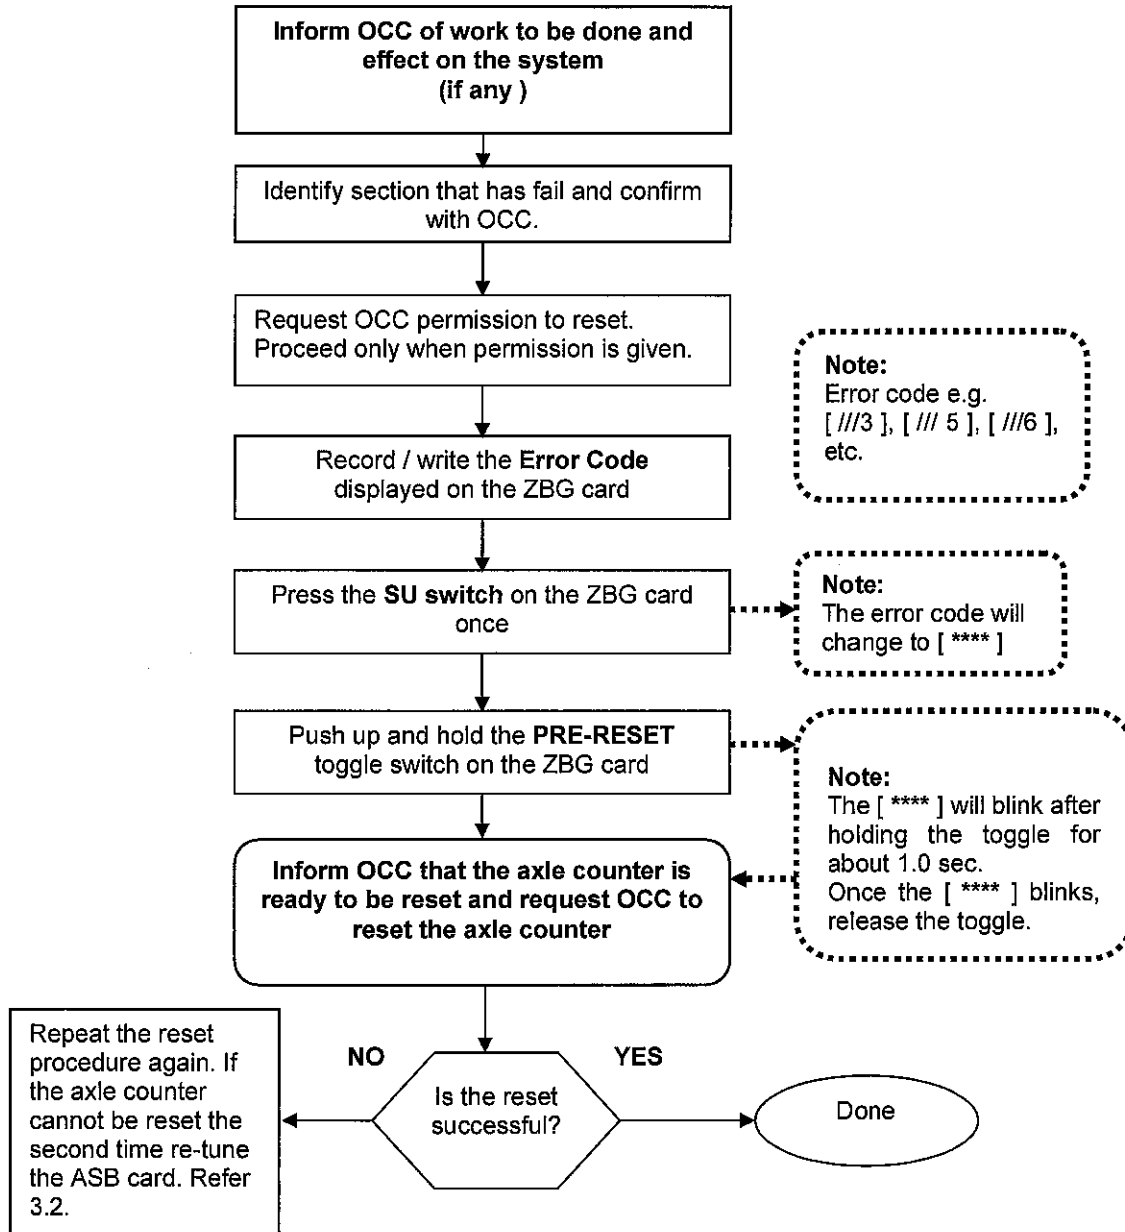 Inform OCC of work to be done and
effect on the system
(if any )
Identify section that has fail and confirm
with OCC.
Request OCC permission to reset.
Proceed only when permission is given.
Note:
Error code e.g.
[ ///3 ], [ /// 5 ], [ ///6 ],
etc.
Record / write the Error Code
displayed on the ZBG card
Press the SU switch on the ZBG card
once
Note:
The error code will
change to [ **** ]
Push up and hold the PRE-RESET
toggle switch on the ZBG card
Note:
The [ **** ] will blink after
holding the toggle for
about 1.0 sec.
Once the [ **** ] blinks,
release the toggle.
Inform OCC that the axle counter is
ready to be reset and request OCC to
reset the axle counter
Is the reset
successful?
NO
YES
Repeat the reset
procedure again. If
the axle counter
cannot be reset the
second time re-tune
the ASB card. Refer
3.2.
Done